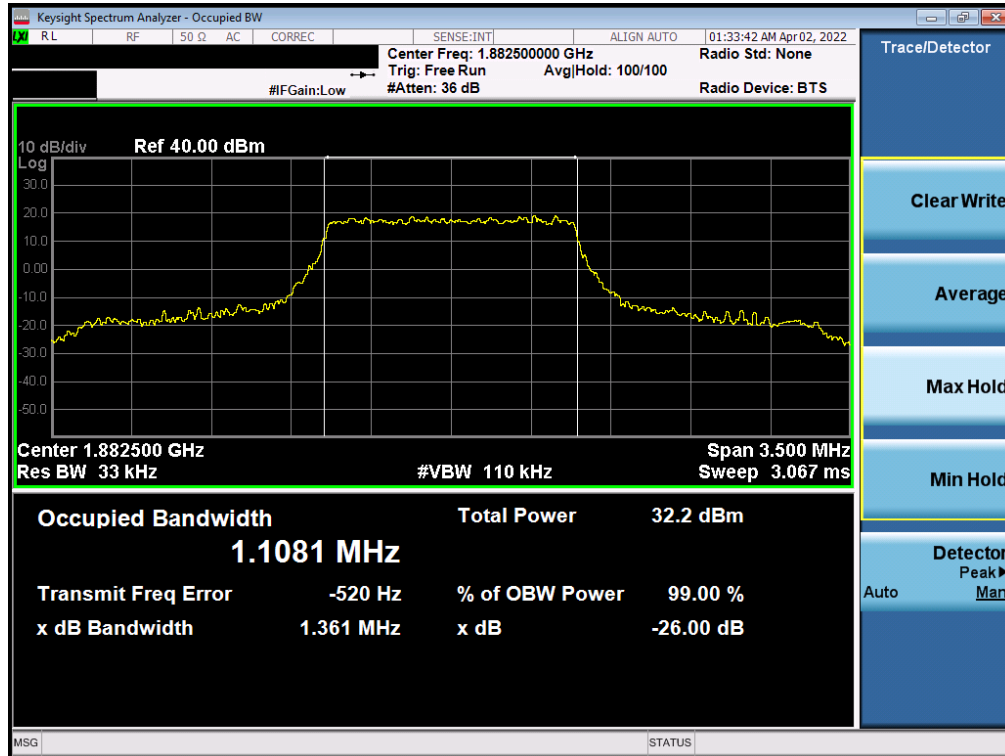 Keysight Spectrum Analyzer - Occupied BW
LXI RL RF 50 Ω AC CORREC SENSE:INT ALIGN AUTO 01:33:42 AM Apr 02, 2022
Center Freq: 1.882500000 GHz Radio Std: None
Trig: Free Run Avg|Hold: 100/100
#IFGain:Low #Atten: 36 dB Radio Device: BTS
10 dB/div Ref 40.00 dBm
Log
30.0
20.0
10.0
0.00
-10.0
-20.0
-30.0
-40.0
-50.0
Center 1.882500 GHz Span 3.500 MHz
Res BW 33 kHz #VBW 110 kHz Sweep 3.067 ms
Occupied Bandwidth Total Power 32.2 dBm
1.1081 MHz
Transmit Freq Error -520 Hz % of OBW Power 99.00 %
x dB Bandwidth 1.361 MHz x dB -26.00 dB
MSG STATUS
Trace/Detector
Clear Write
Average
Max Hold
Min Hold
Detector
Peak▶
Auto Man